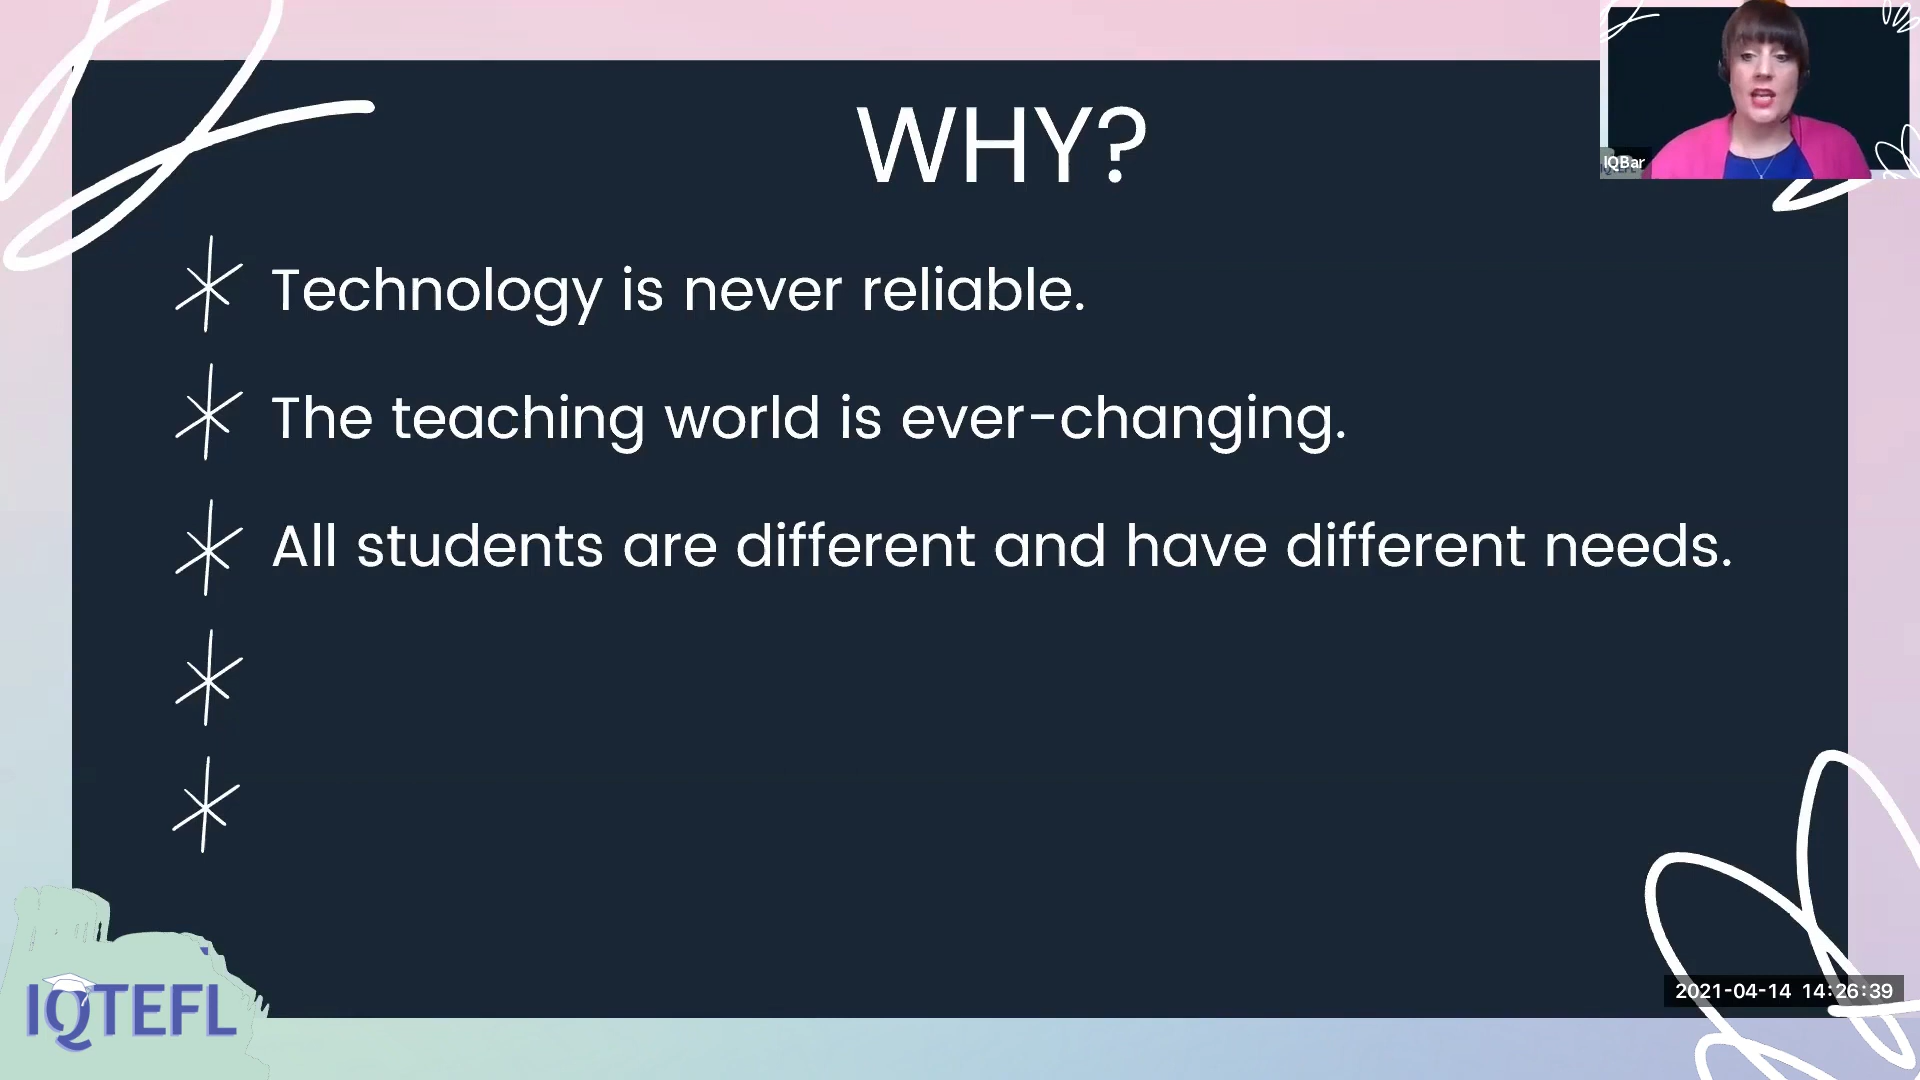 WHY?
IQBar
Technology is never reliable.
The teaching world is ever-changing.
All students are different and have different needs.
IQTEFL
2021-04-14 14:26:39